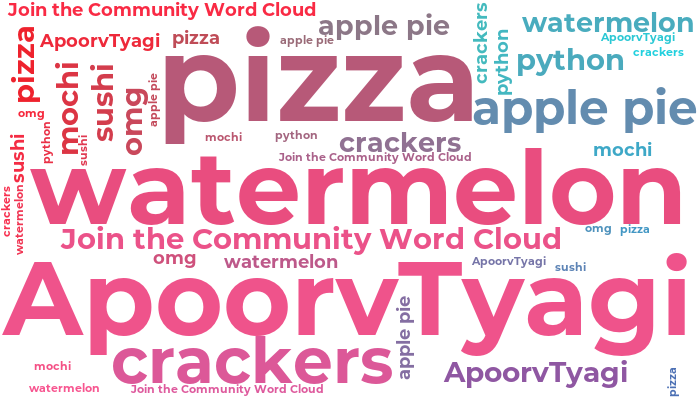 Join the Community Word Cloud
apple pie
watermelon
pizza
ApoorvTyagi
pizza
apple pie
crackers
ApoorvTyagi
crackers
python
python
pizza
mochi
sushi
omg
apple pie
apple pie
omg
python
sushi
mochi
python
crackers
mochi
Join the Community Word Cloud
sushi
watermelon
crackers
watermelon
Join the Community Word Cloud
omg
pizza
omg
watermelon
ApoorvTyagi
sushi
ApoorvTyagi
crackers
apple pie
mochi
ApoorvTyagi
watermelon
Join the Community Word Cloud
pizza